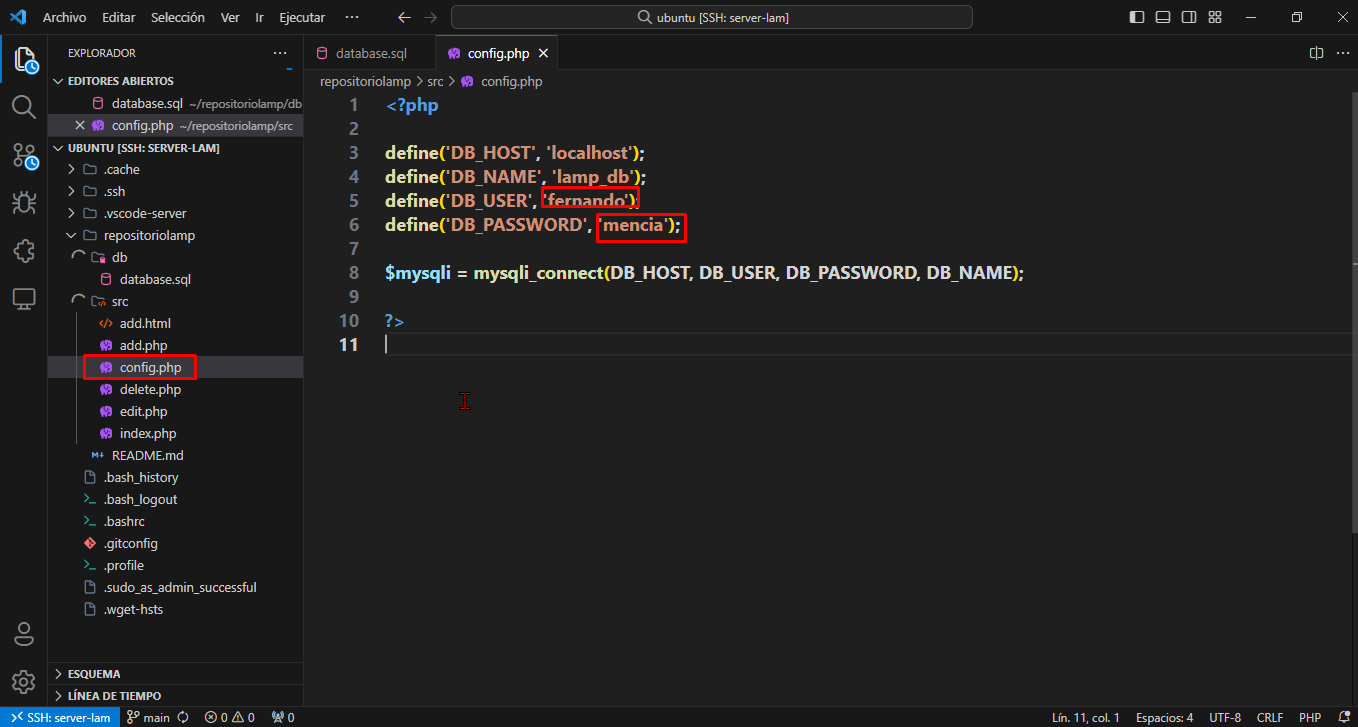 Archivo Editar Selección Ver Ir Ejecutar ··· ubuntu [SSH: server-lam]
EXPLORADOR ···
EDITORES ABIERTOS
database.sql ~/repositoriolamp/db
config.php ~/repositoriolamp/src
UBUNTU [SSH: SERVER-LAM]
.cache
.ssh
.vscode-server
repositoriolamp
db
database.sql
src
add.html
add.php
config.php
delete.php
edit.php
index.php
README.md
.bash_history
.bash_logout
.bashrc
.gitconfig
.profile
.sudo_as_admin_successful
.wget-hsts
ESQUEMA
LÍNEA DE TIEMPO
database.sql config.php ···
repositoriolamp > src > config.php
1 <?php
2
3 define('DB_HOST', 'localhost');
4 define('DB_NAME', 'lamp_db');
5 define('DB_USER', 'fernando');
6 define('DB_PASSWORD', 'mencia');
7
8 $mysqli = mysqli_connect(DB_HOST, DB_USER, DB_PASSWORD, DB_NAME);
9
10 ?>
11
SSH: server-lam main 0 0 0 Lín. 11, col. 1 Espacios: 4 UTF-8 CRLF PHP